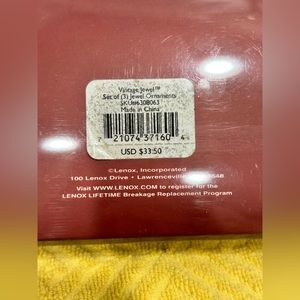 Vintage Jewel™
Set of (3) Jewel Ornaments
SKU#6308063
Made in China
21074 37160 4
USD $33.50
©Lenox, Incorporated
100 Lenox Drive • Lawrenceville
Visit WWW.LENOX.COM to register for the
LENOX LIFETIME Breakage Replacement Program